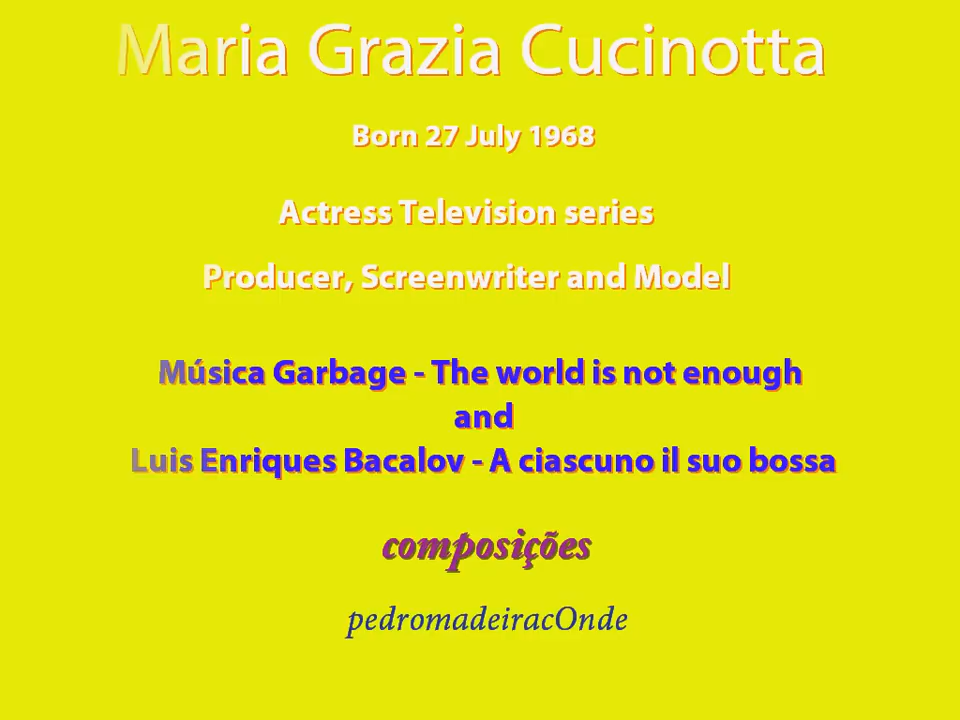 Maria Grazia Cucinotta
Born 27 July 1968
Actress Television series
Producer, Screenwriter and Model
Música Garbage - The world is not enough
and
Luis Enriques Bacalov - A ciascuno il suo bossa
composições
pedromadeiracOnde